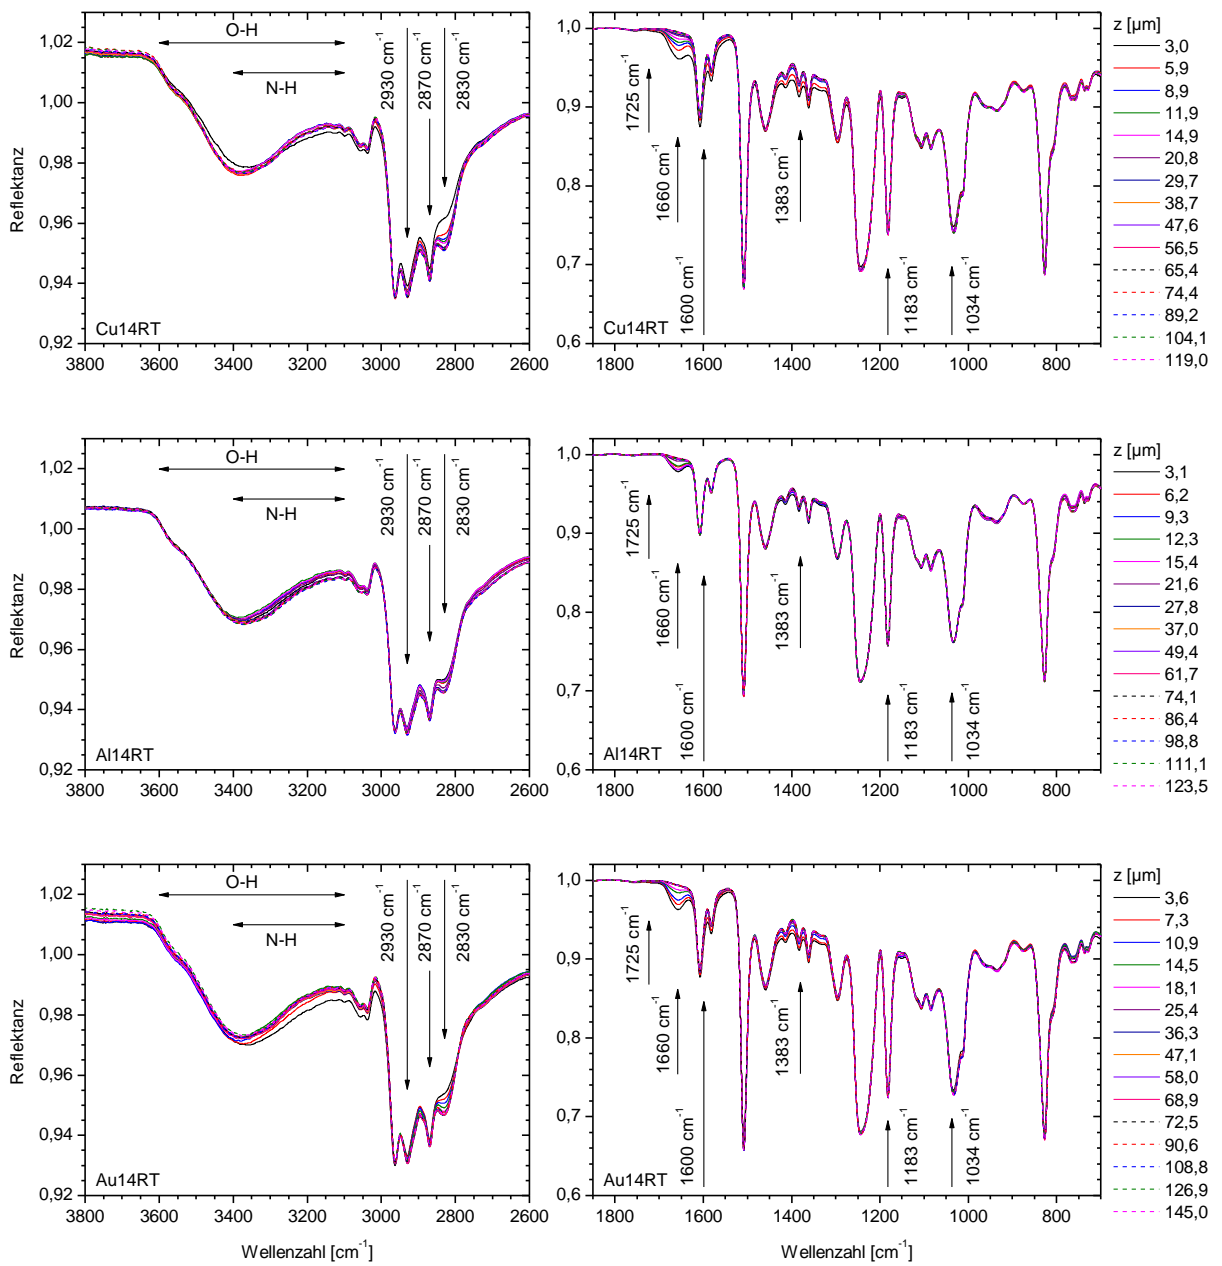 1,02
1,00
0,98
0,96
0,94
0,92
Reflektanz
O-H
N-H
2930 cm⁻¹
2870 cm⁻¹
2830 cm⁻¹
Cu14RT
3800 3600 3400 3200 3000 2800 2600
1,0
0,9
0,8
0,7
0,6
1725 cm⁻¹
1660 cm⁻¹
1600 cm⁻¹
1383 cm⁻¹
1183 cm⁻¹
1034 cm⁻¹
Cu14RT
1800 1600 1400 1200 1000 800
z [µm]
3,0
5,9
8,9
11,9
14,9
20,8
29,7
38,7
47,6
56,5
65,4
74,4
89,2
104,1
119,0
1,02
1,00
0,98
0,96
0,94
0,92
Reflektanz
O-H
N-H
2930 cm⁻¹
2870 cm⁻¹
2830 cm⁻¹
Al14RT
3800 3600 3400 3200 3000 2800 2600
1,0
0,9
0,8
0,7
0,6
1725 cm⁻¹
1660 cm⁻¹
1600 cm⁻¹
1383 cm⁻¹
1183 cm⁻¹
1034 cm⁻¹
Al14RT
1800 1600 1400 1200 1000 800
z [µm]
3,1
6,2
9,3
12,3
15,4
21,6
27,8
37,0
49,4
61,7
74,1
86,4
98,8
111,1
123,5
1,02
1,00
0,98
0,96
0,94
0,92
Reflektanz
O-H
N-H
2930 cm⁻¹
2870 cm⁻¹
2830 cm⁻¹
Au14RT
3800 3600 3400 3200 3000 2800 2600
Wellenzahl [cm⁻¹]
1,0
0,9
0,8
0,7
0,6
1725 cm⁻¹
1660 cm⁻¹
1600 cm⁻¹
1383 cm⁻¹
1183 cm⁻¹
1034 cm⁻¹
Au14RT
1800 1600 1400 1200 1000 800
Wellenzahl [cm⁻¹]
z [µm]
3,6
7,3
10,9
14,5
18,1
25,4
36,3
47,1
58,0
68,9
72,5
90,6
108,8
126,9
145,0